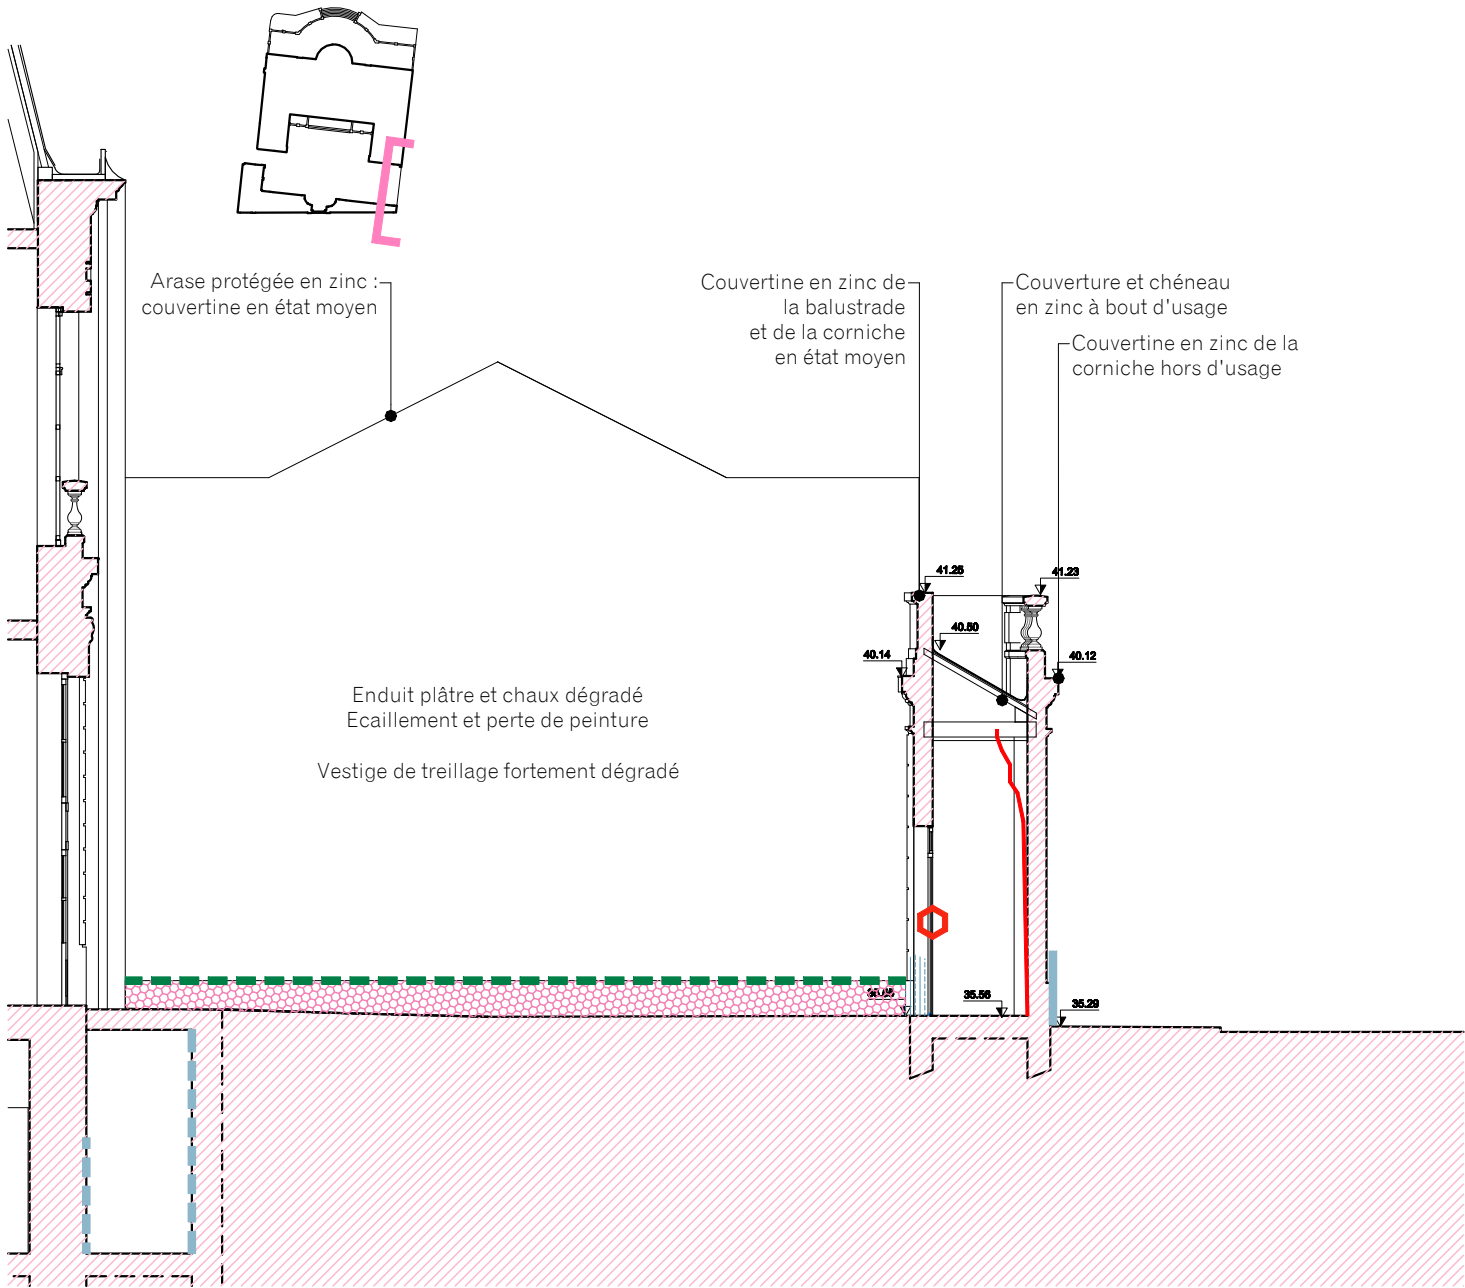 Arase protégée en zinc :
couvertine en état moyen
Couvertine en zinc de
la balustrade
et de la corniche
en état moyen
Couverture et chéneau
en zinc à bout d'usage
Couvertine en zinc de la
corniche hors d'usage
41.25
41.23
40.50
40.14
40.12
Enduit plâtre et chaux dégradé
Ecaillement et perte de peinture
Vestige de treillage fortement dégradé
35.56
35.29